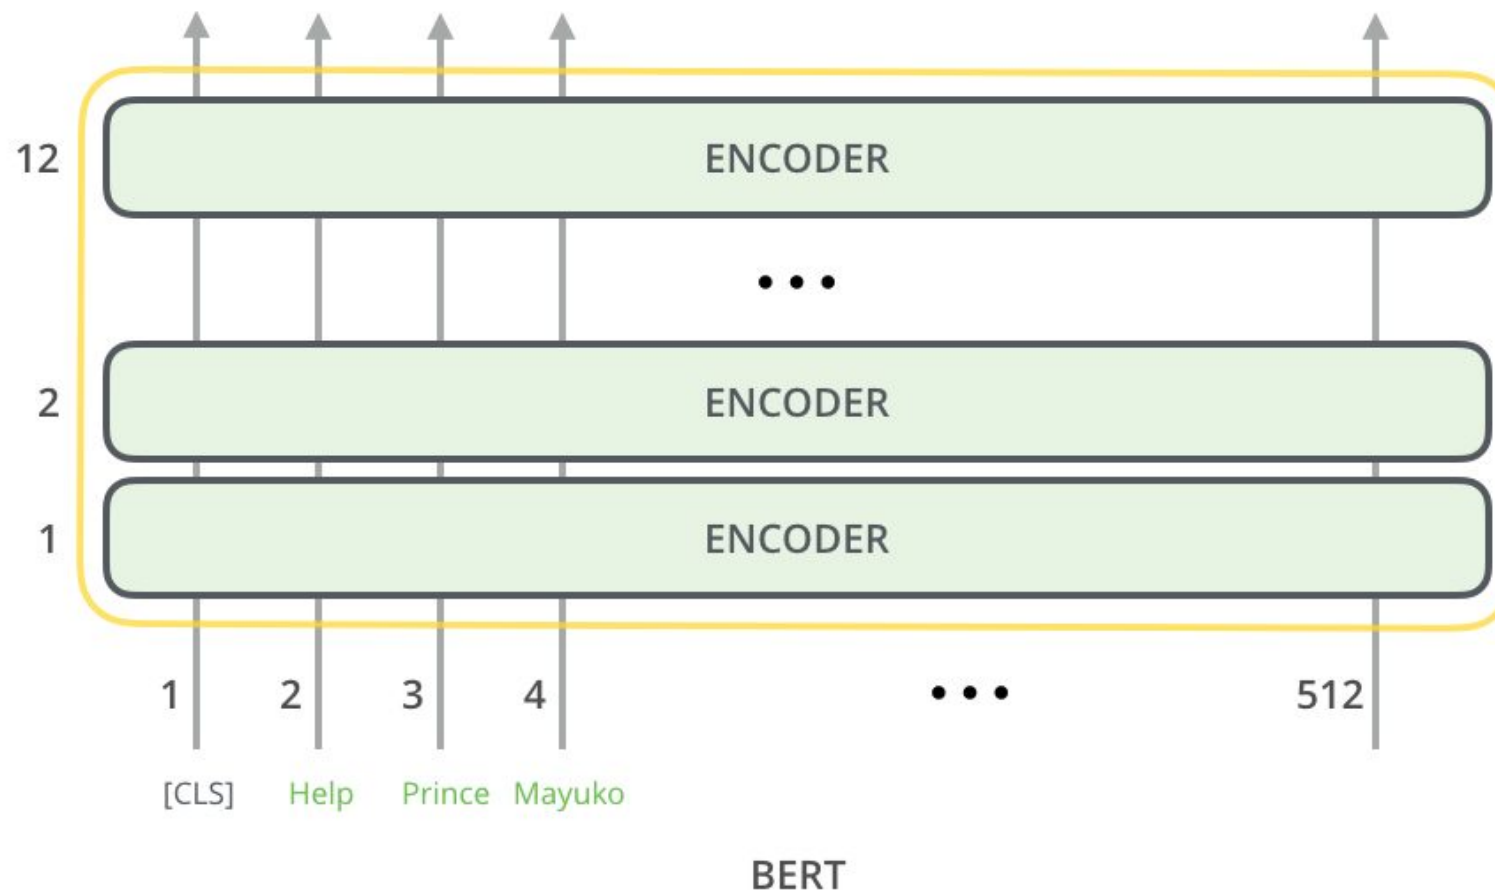 12 ENCODER
...
2 ENCODER
1 ENCODER
1 2 3 4 ... 512
[CLS] Help Prince Mayuko
BERT